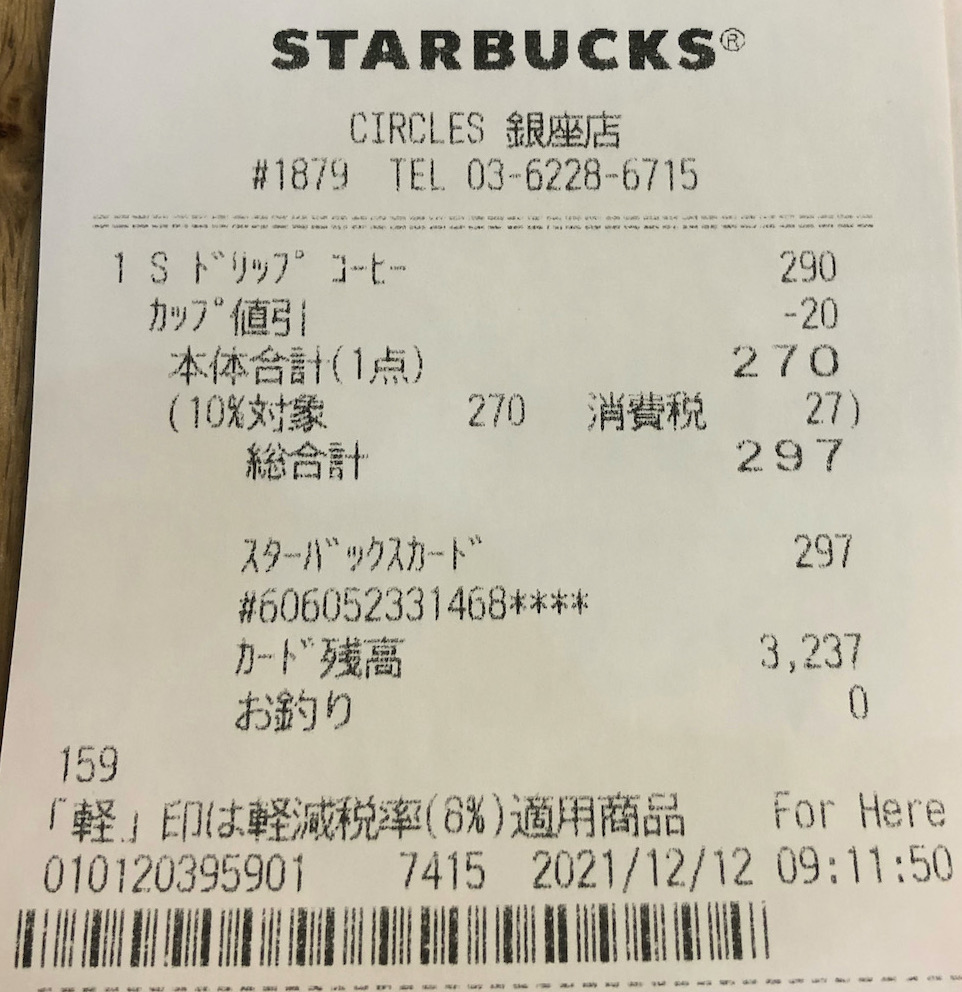 STARBUCKS®
CIRCLES 銀座店
#1879 TEL 03-6228-6715
1 S ﾄﾞﾘｯﾌﾟ ｺｰﾋｰ 290
ｶｯﾌﾟ値引 -20
本体合計(1点) 270
(10%対象 270 消費税 27)
総合計 297
ｽﾀｰﾊﾞｯｸｽｶｰﾄﾞ 297
#606052331468****
ｶｰﾄﾞ残高 3,237
お釣り 0
159
「軽」印は軽減税率(8%)適用商品 For Here
010120395901 7415 2021/12/12 09:11:50